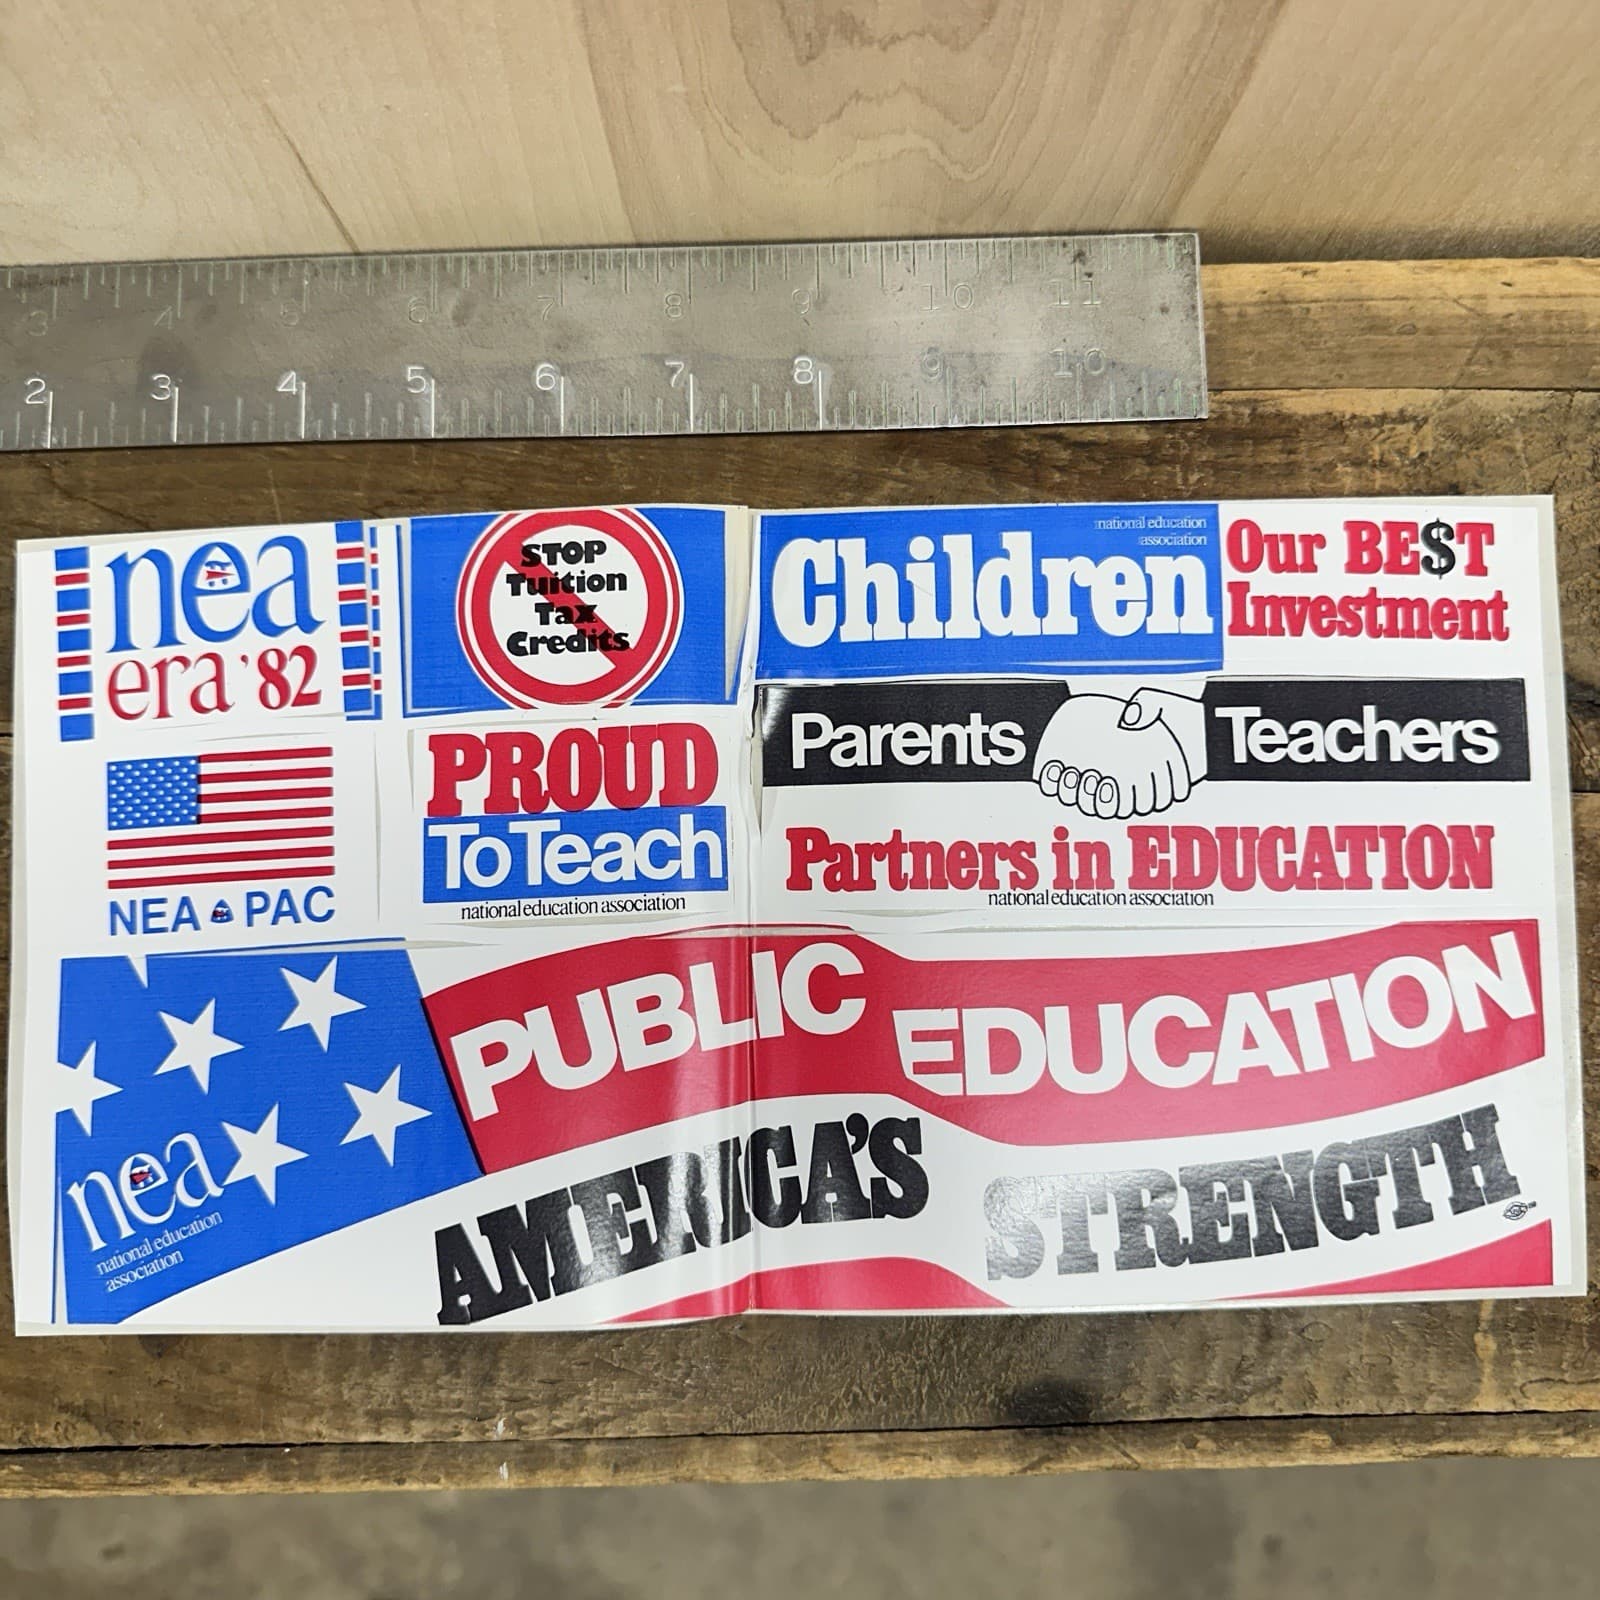 3 4 5 6 7 8 9 10 11
2 3 4 5 6 7 8 9 10
nea
era '82
STOP
Tuition
Tax
Credits
national education
association
Children
Our BE$T
Investment
Parents Teachers
Partners in EDUCATION
national education association
NEA PAC
PROUD
To Teach
national education association
PUBLIC EDUCATION
AMERICA'S STRENGTH
nea
national education
association